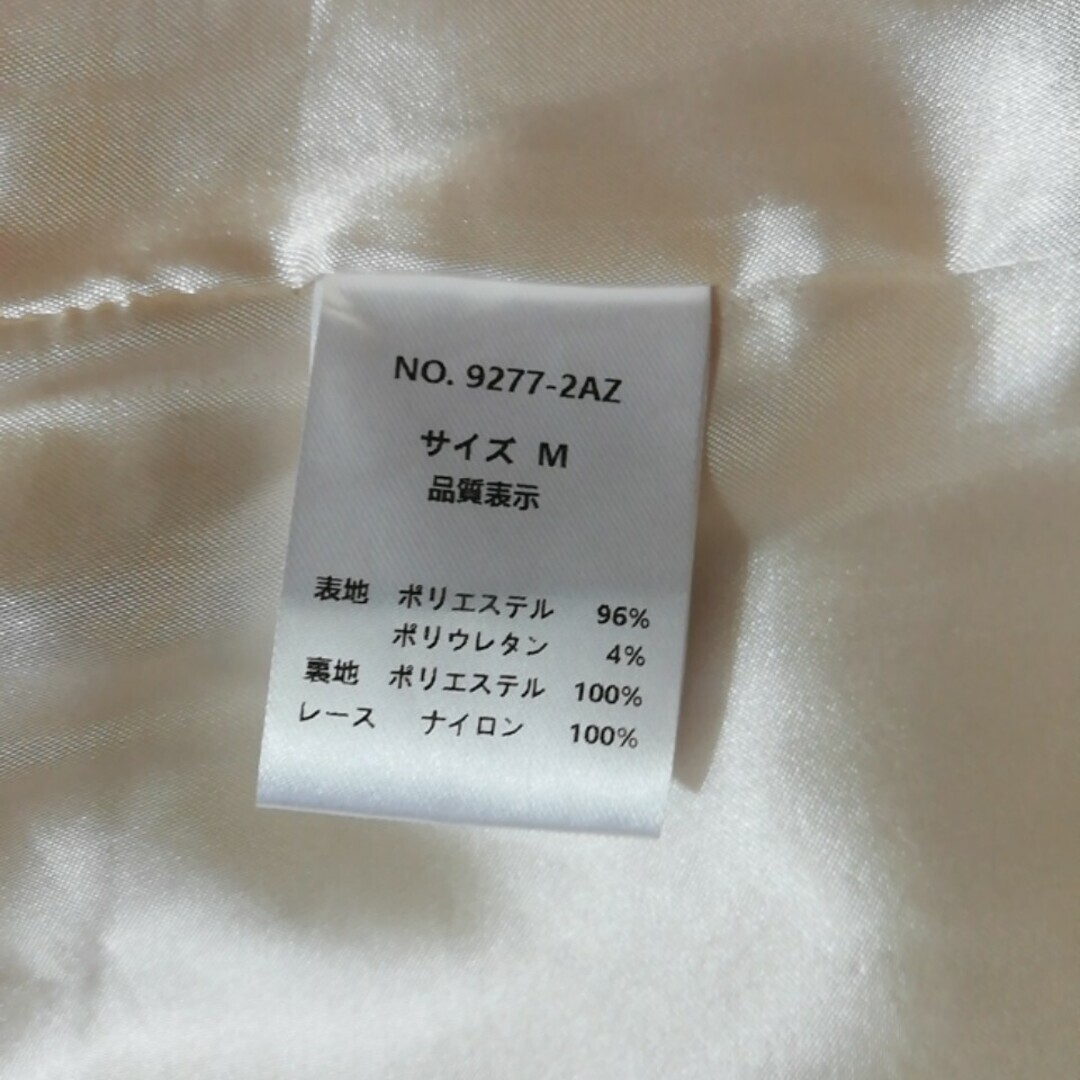 NO. 9277-2AZ
サイズ M
品質表示
表地 ポリエステル 96%
ポリウレタン 4%
裏地 ポリエステル 100%
レース ナイロン 100%